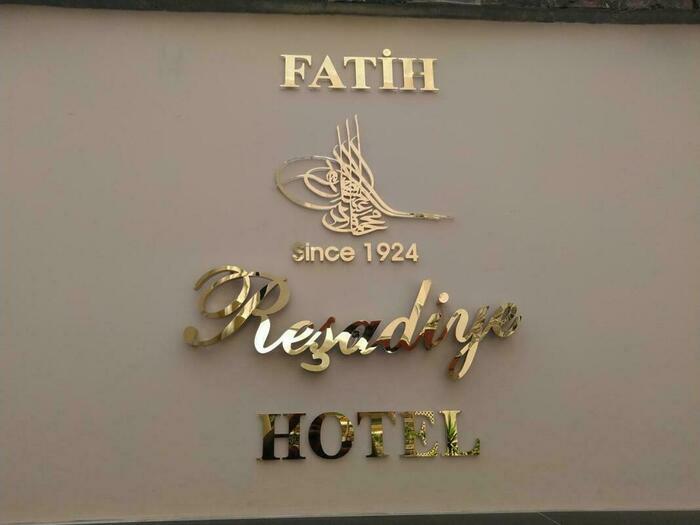 FATİH
Since 1924
Reşadiye
HOTEL